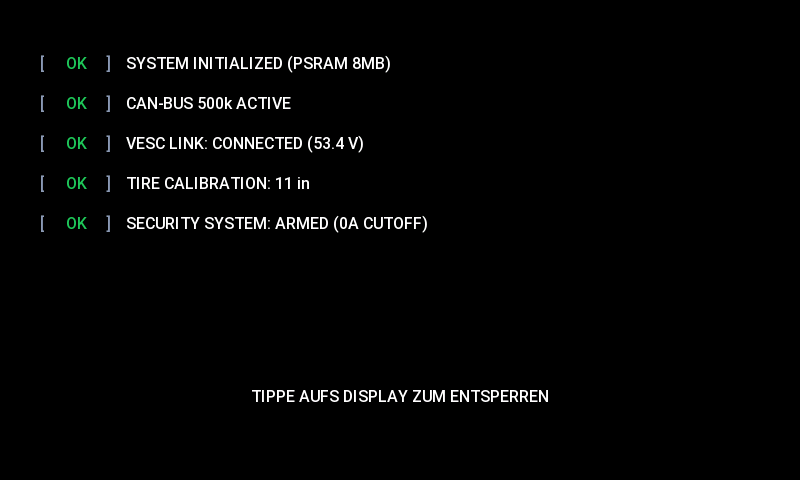 [ OK ] SYSTEM INITIALIZED (PSRAM 8MB)
[ OK ] CAN-BUS 500k ACTIVE
[ OK ] VESC LINK: CONNECTED (53.4 V)
[ OK ] TIRE CALIBRATION: 11 in
[ OK ] SECURITY SYSTEM: ARMED (0A CUTOFF)
TIPPE AUFS DISPLAY ZUM ENTSPERREN